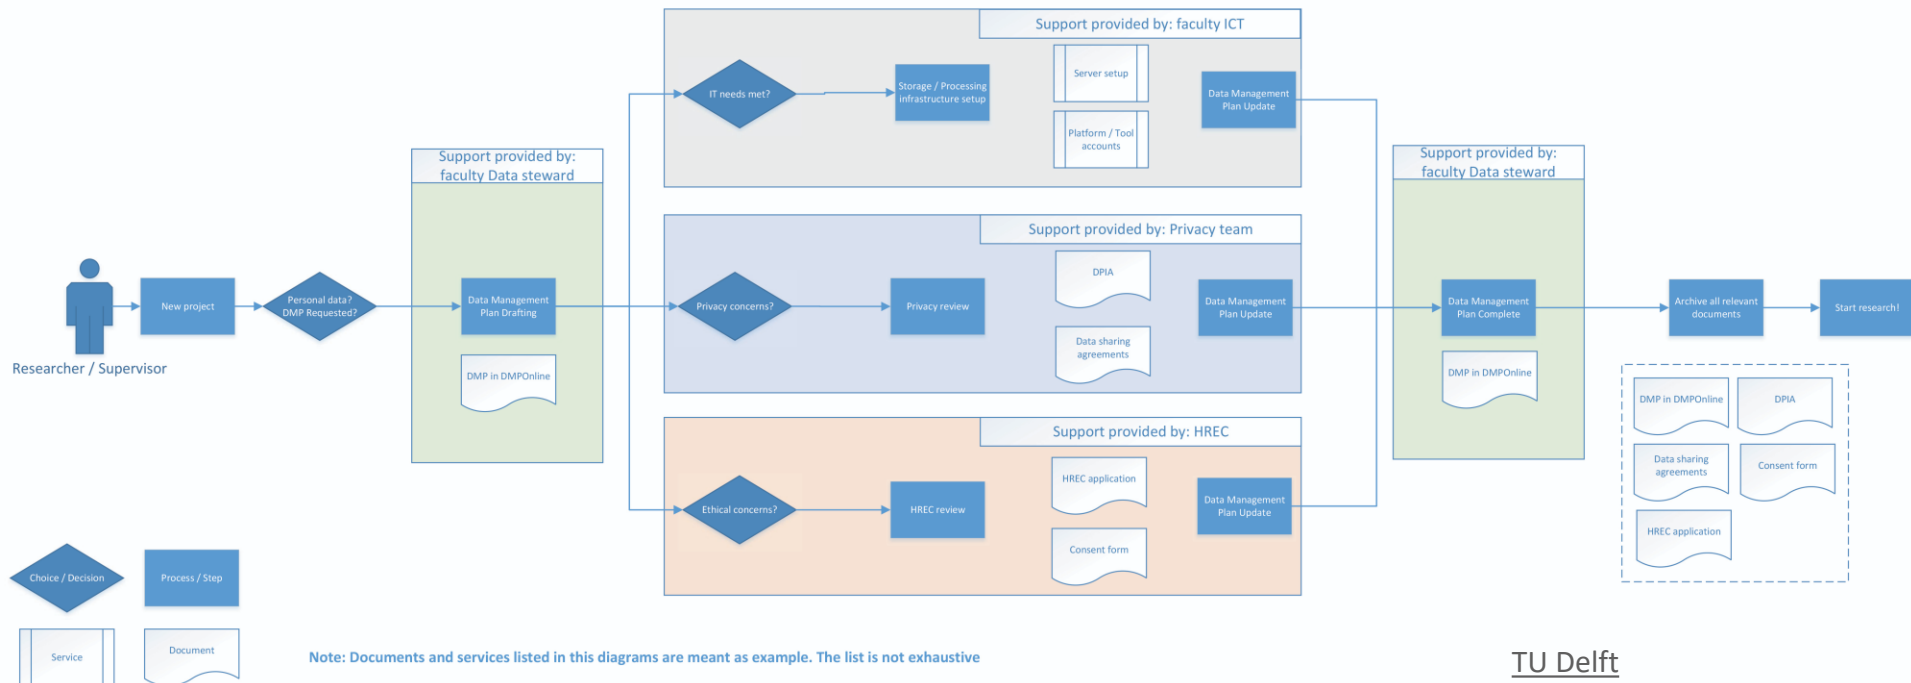 Support provided by: faculty ICT
IT needs met?
Storage / Processing
infrastructure setup
Server setup
Platform / Tool
accounts
Data Management
Plan Update
Support provided by:
faculty Data steward
Support provided by:
faculty Data steward
Support provided by: Privacy team
Researcher / Supervisor
New project
Personal data?
DMP Requested?
Data Management
Plan Drafting
DMP in DMPOnline
Privacy concerns?
Privacy review
DPIA
Data sharing
agreements
Data Management
Plan Update
Data Management
Plan Complete
DMP in DMPOnline
Archive all relevant
documents
Start research!
DMP in DMPOnline
DPIA
Data sharing
agreements
Consent form
HREC application
Support provided by: HREC
Ethical concerns?
HREC review
HREC application
Consent form
Data Management
Plan Update
Choice / Decision
Process / Step
Service
Document
Note: Documents and services listed in this diagrams are meant as example. The list is not exhaustive
TU Delft